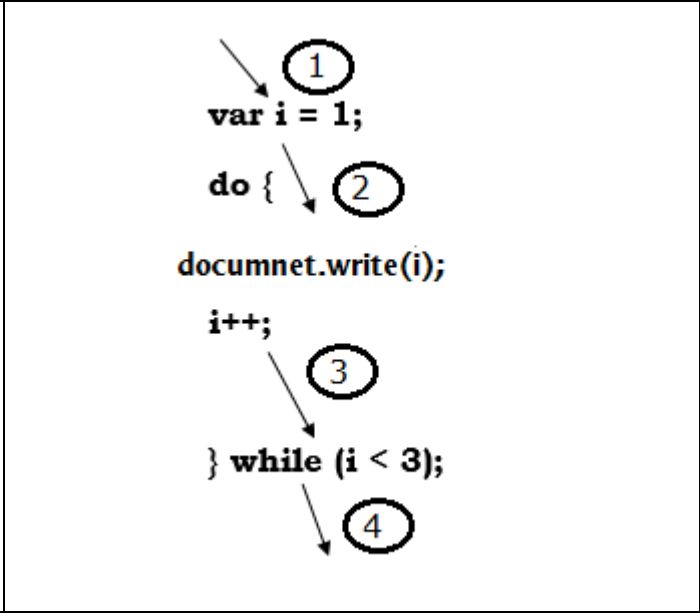 1
var i = 1;
do { 2
documnet.write(i);
i++;
3
} while (i < 3);
4